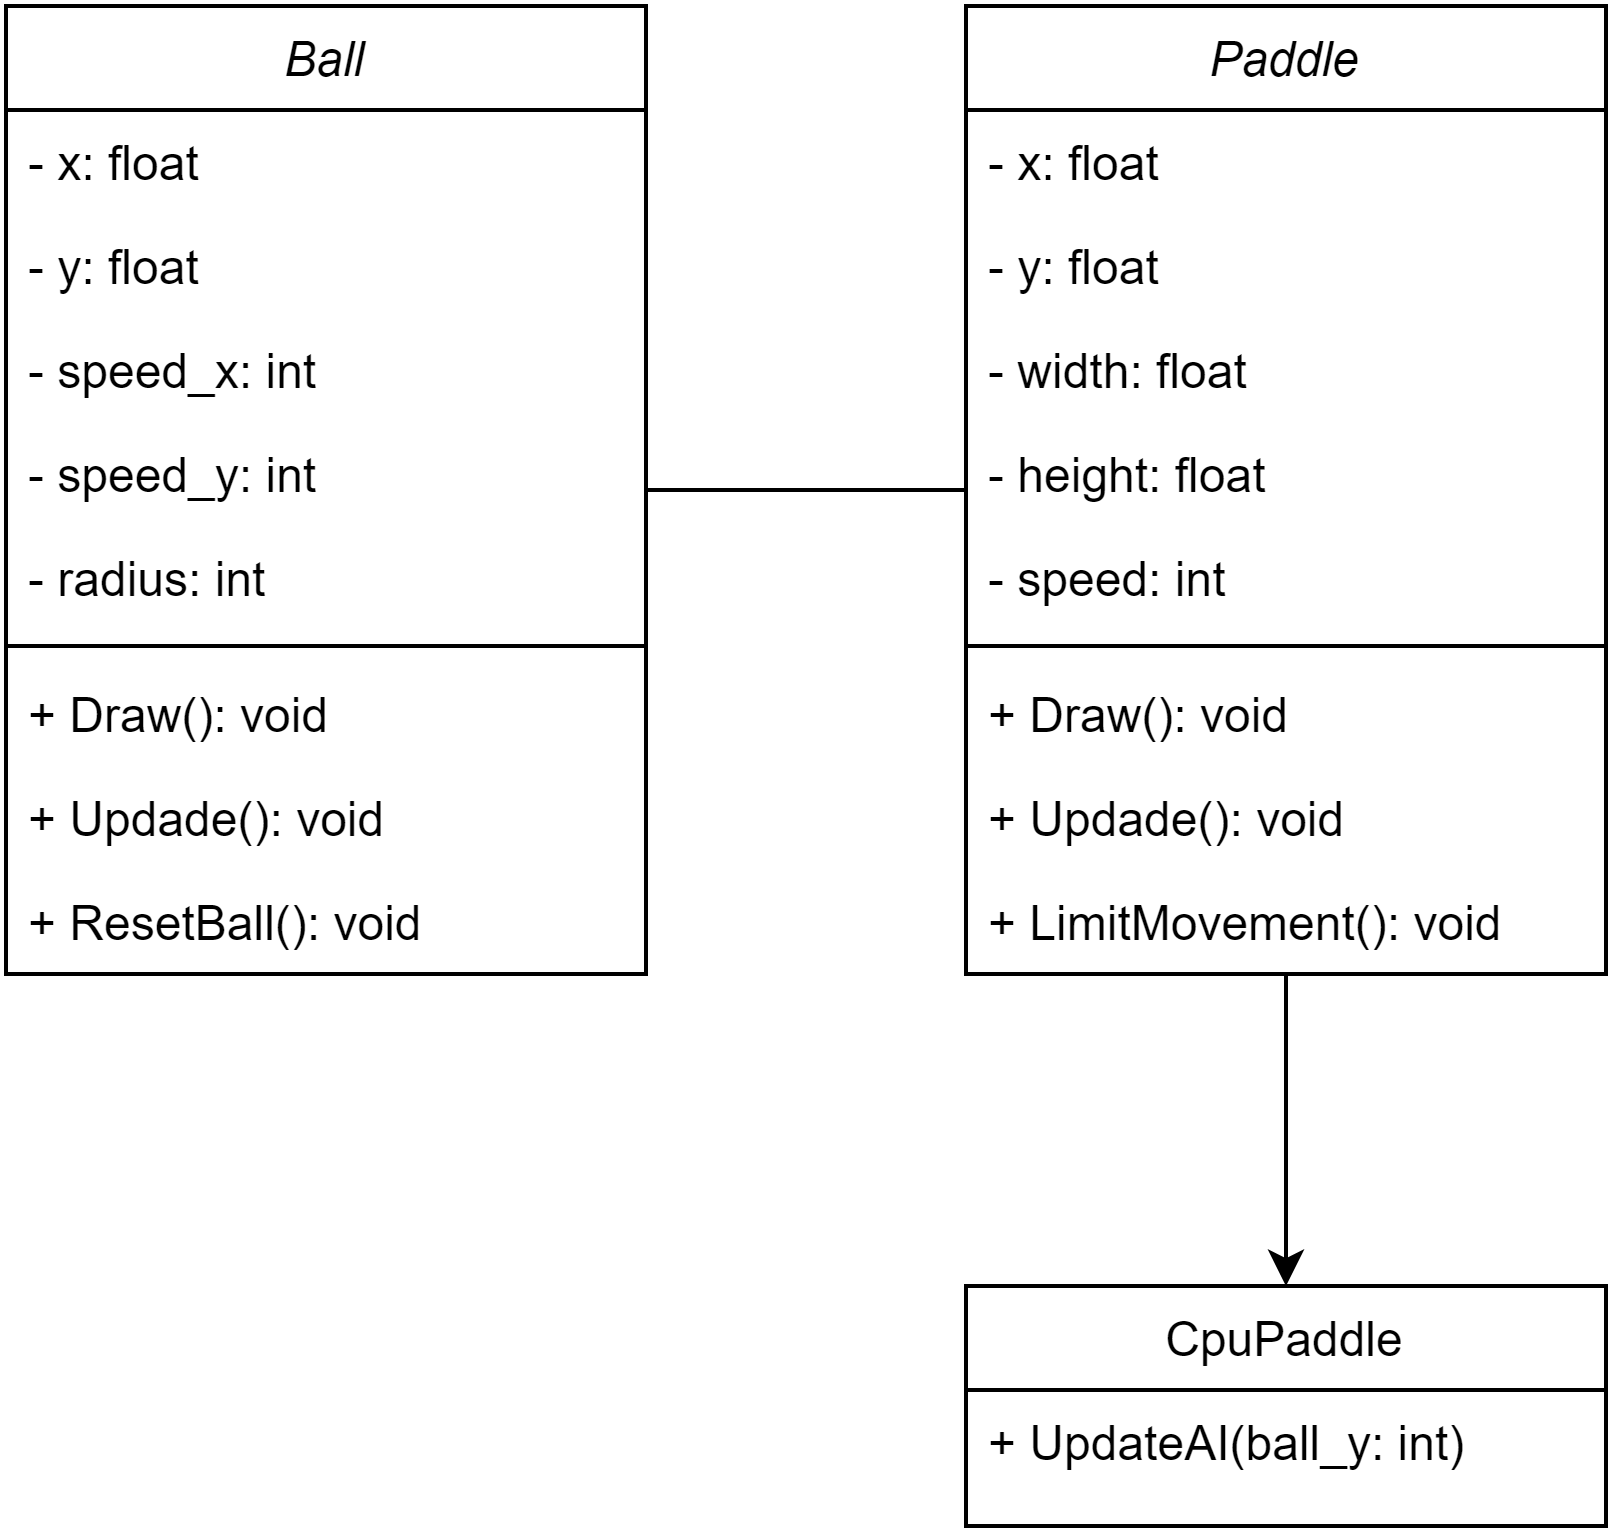 Ball
- x: float
- y: float
- speed_x: int
- speed_y: int
- radius: int
+ Draw(): void
+ Updade(): void
+ ResetBall(): void
Paddle
- x: float
- y: float
- width: float
- height: float
- speed: int
+ Draw(): void
+ Updade(): void
+ LimitMovement(): void
CpuPaddle
+ UpdateAI(ball_y: int)